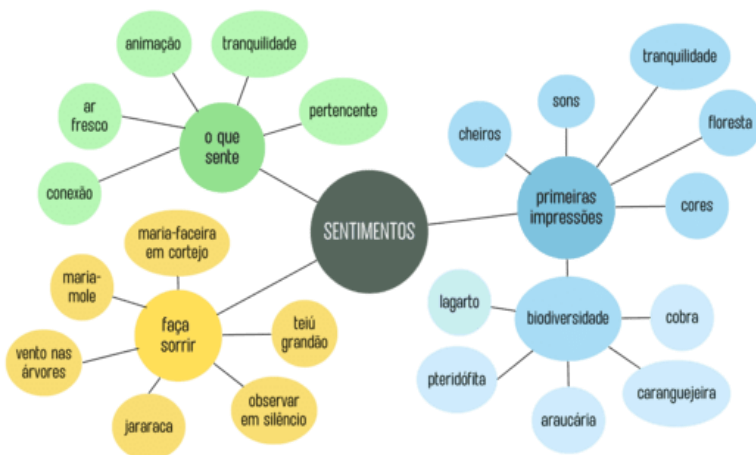 SENTIMENTOS
o que
sente
animação
tranquilidade
pertencente
ar
fresco
conexão
primeiras
impressões
cheiros
sons
tranquilidade
floresta
cores
biodiversidade
lagarto
cobra
pteridófita
araucária
caranguejeira
faça
sorrir
maria-faceira
em cortejo
maria-
mole
teiú
grandão
vento nas
árvores
jararaca
observar
em silêncio